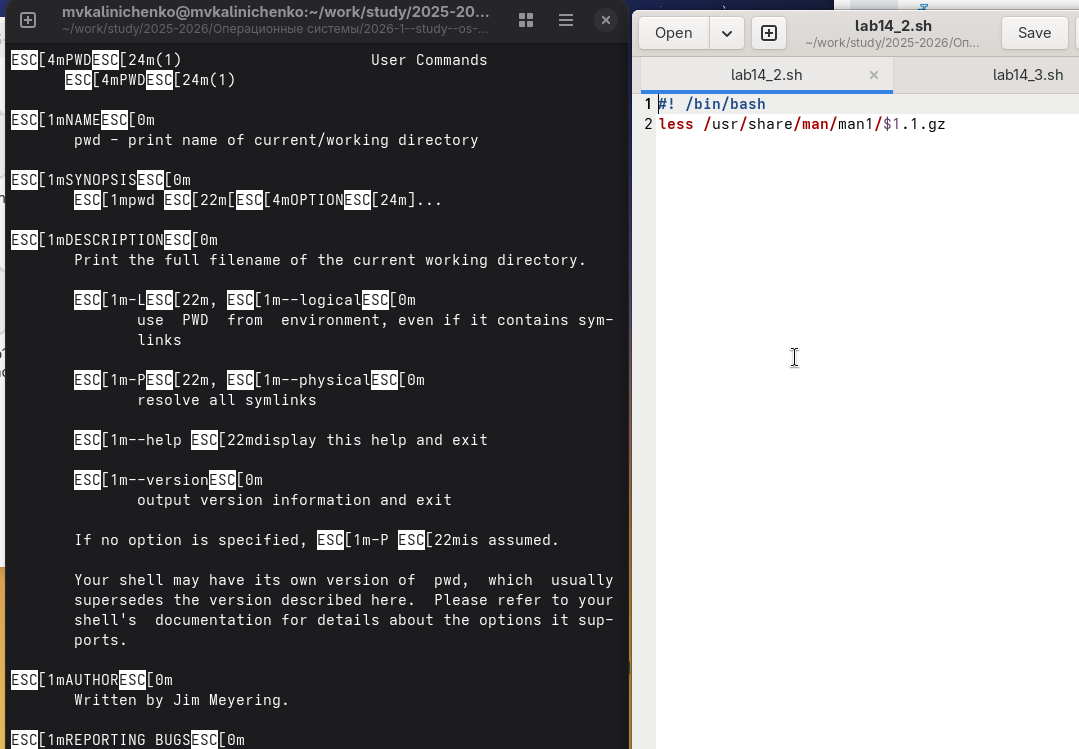 mvkalinichenko@mvkalinichenko:~/work/study/2025-20...
~/work/study/2025-2026/Операционные системы/2026-1--study--os-...
ESC[4mPWDESC[24m(1) User Commands
ESC[4mPWDESC[24m(1)
ESC[1mNAMEESC[0m
pwd - print name of current/working directory
ESC[1mSYNOPSISESC[0m
ESC[1mpwd ESC[22m[ESC[4mOPTIONESC[24m]...
ESC[1mDESCRIPTIONESC[0m
Print the full filename of the current working directory.
ESC[1m-LESC[22m, ESC[1m--logicalESC[0m
use PWD from environment, even if it contains sym-
links
ESC[1m-PESC[22m, ESC[1m--physicalESC[0m
resolve all symlinks
ESC[1m--help ESC[22mdisplay this help and exit
ESC[1m--versionESC[0m
output version information and exit
If no option is specified, ESC[1m-P ESC[22mis assumed.
Your shell may have its own version of pwd, which usually
supersedes the version described here. Please refer to your
shell's documentation for details about the options it sup-
ports.
ESC[1mAUTHORESC[0m
Written by Jim Meyering.
ESC[1mREPORTING BUGSESC[0m
Open
lab14_2.sh
~/work/study/2025-2026/Оп...
Save
lab14_2.sh
lab14_3.sh
1 #! /bin/bash
2 less /usr/share/man/man1/$1.1.gz